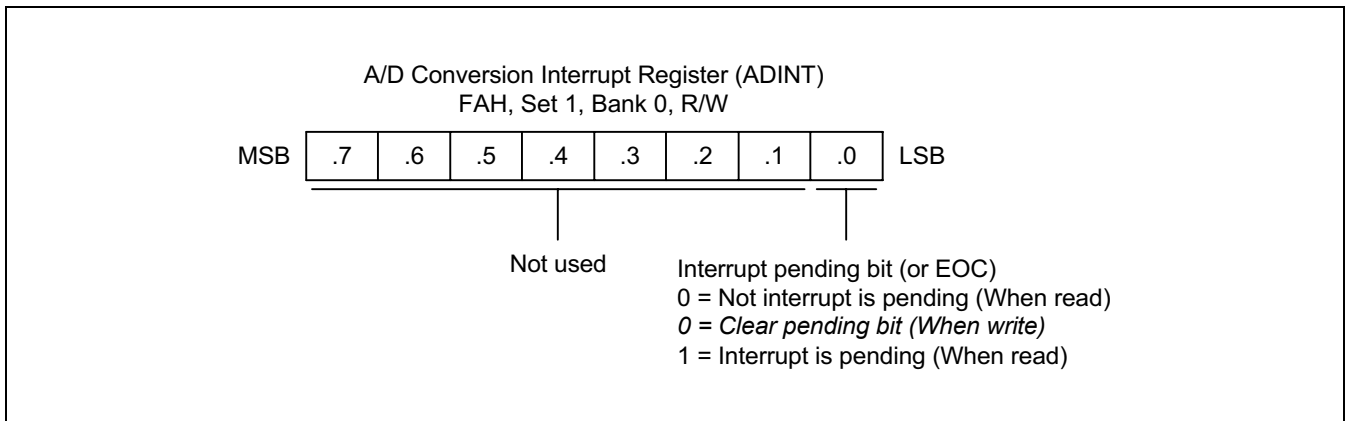 A/D Conversion Interrupt Register (ADINT)
FAH, Set 1, Bank 0, R/W
MSB .7 .6 .5 .4 .3 .2 .1 .0 LSB
Not used
Interrupt pending bit (or EOC)
0 = Not interrupt is pending (When read)
0 = Clear pending bit (When write)
1 = Interrupt is pending (When read)